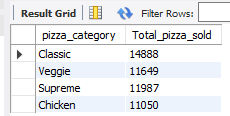 Result Grid Filter Rows:
pizza_category Total_pizza_sold
Classic 14888
Veggie 11649
Supreme 11987
Chicken 11050